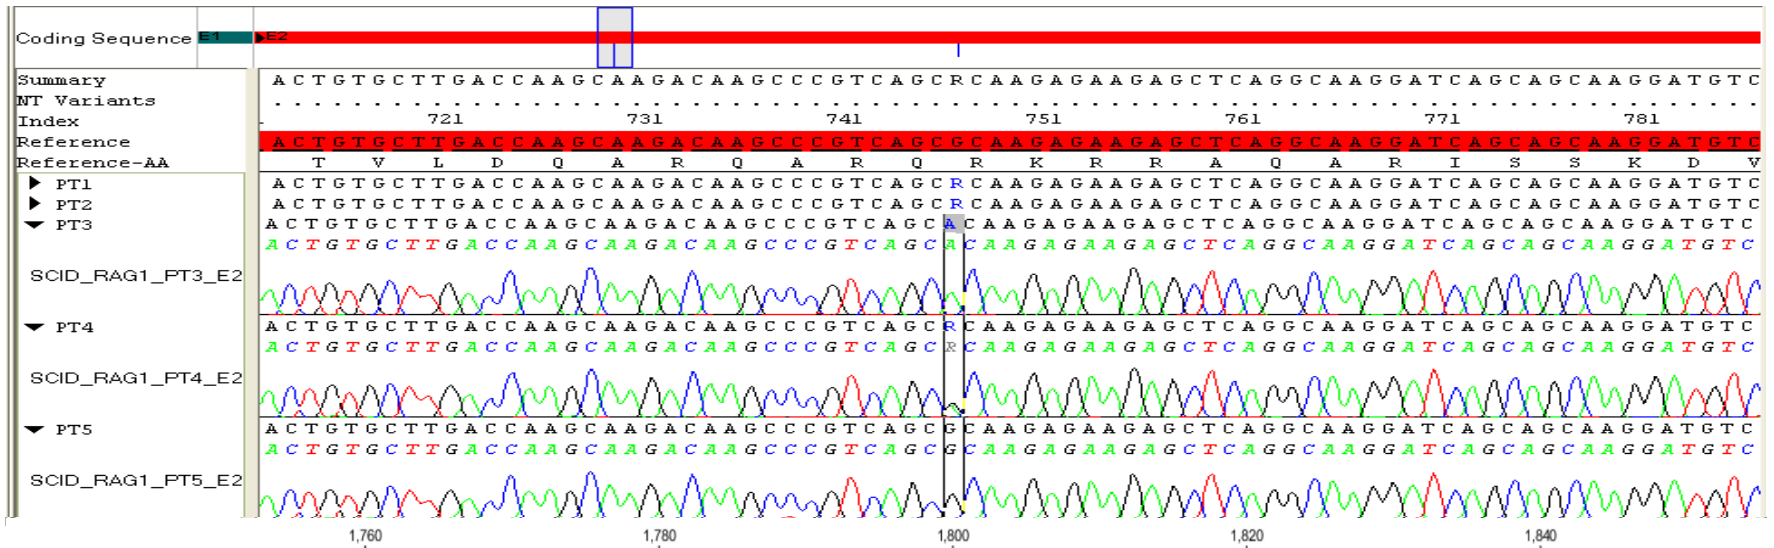 Coding Sequence E1 E2
Summary ACTGTGCTTGACCAAGCAAGACAAGCCCGTCAGCRCAAGAGAAGAGCTCAGGCAAGGATCAGCAGCAAGGATGTC
NT Variants
Index 721 731 741 751 761 771 781
Reference ACTGTGCTTGACCAAGCAAGACAAGCCCGTCAGCGCAAGAGAAGAGCTCAGGCAAGGATCAGCAGCAAGGATGTC
Reference-AA T V L D Q A R Q A R Q R K R R A Q A R I S S K D V
PT1 ACTGTGCTTGACCAAGCAAGACAAGCCCGTCAGCRCAAGAGAAGAGCTCAGGCAAGGATCAGCAGCAAGGATGTC
PT2 ACTGTGCTTGACCAAGCAAGACAAGCCCGTCAGCRCAAGAGAAGAGCTCAGGCAAGGATCAGCAGCAAGGATGTC
PT3 ACTGTGCTTGACCAAGCAAGACAAGCCCGTCAGCACAAGAGAAGAGCTCAGGCAAGGATCAGCAGCAAGGATGTC
ACTGTGCTTGACCAAGCAAGACAAGCCCGTCAGCACAAGAGAAGAGCTCAGGCAAGGATCAGCAGCAAGGATGTC
SCID_RAG1_PT3_E2
PT4 ACTGTGCTTGACCAAGCAAGACAAGCCCGTCAGCRCAAGAGAAGAGCTCAGGCAAGGATCAGCAGCAAGGATGTC
ACTGTGCTTGACCAAGCAAGACAAGCCCGTCAGCRCAAGAGAAGAGCTCAGGCAAGGATCAGCAGCAAGGATGTC
SCID_RAG1_PT4_E2
PT5 ACTGTGCTTGACCAAGCAAGACAAGCCCGTCAGCGCAAGAGAAGAGCTCAGGCAAGGATCAGCAGCAAGGATGTC
ACTGTGCTTGACCAAGCAAGACAAGCCCGTCAGCGCAAGAGAAGAGCTCAGGCAAGGATCAGCAGCAAGGATGTC
SCID_RAG1_PT5_E2
1,760 1,780 1,800 1,820 1,840